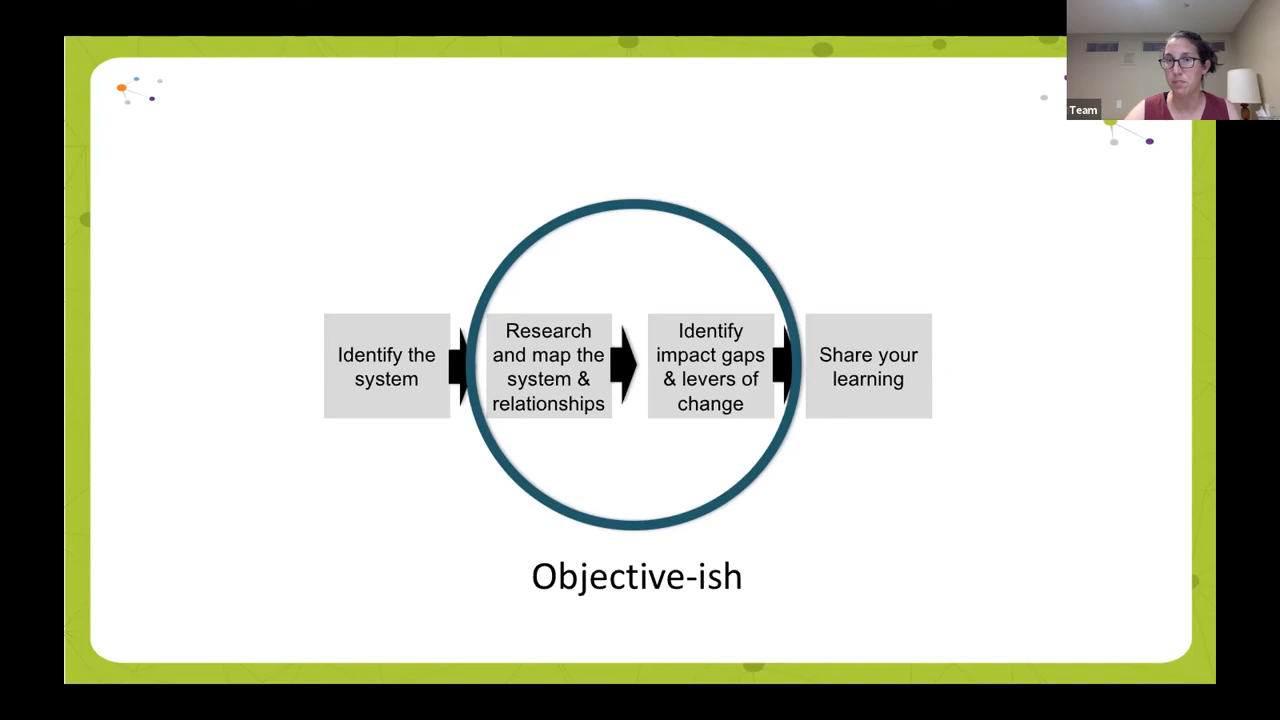 Team
Identify the
system
Research
and map the
system &
relationships
Identify
impact gaps
& levers of
change
Share your
learning
Objective-ish